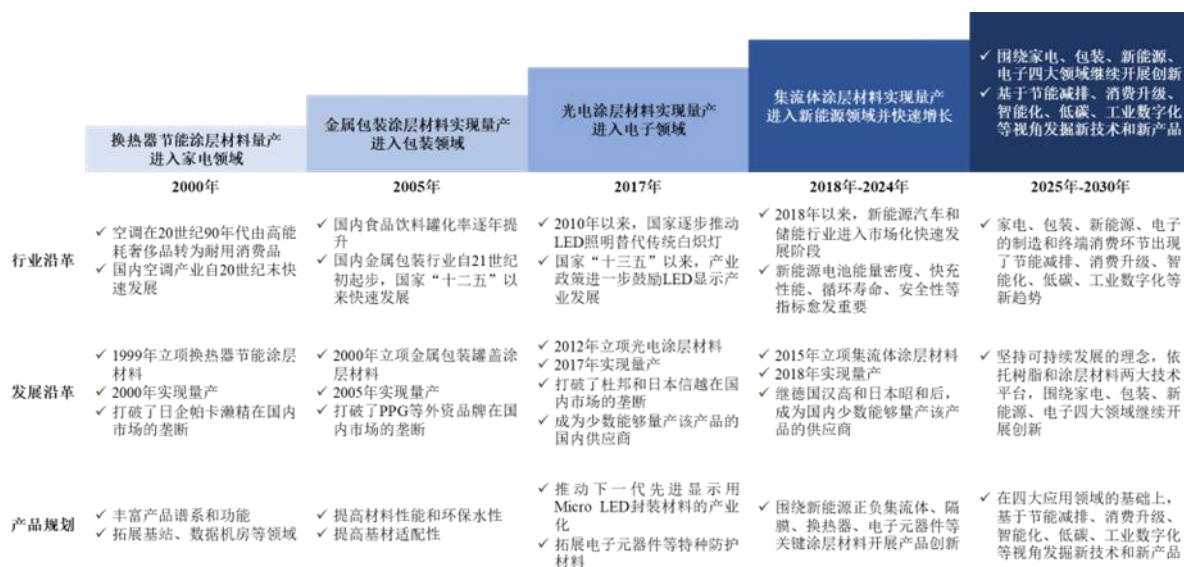 换热器节能涂层材料量产
进入家电领域
金属包装涂层材料实现量产
进入包装领域
光电涂层材料实现量产
进入电子领域
集流体涂层材料实现量产
进入新能源领域并快速增长
✓ 围绕家电、包装、新能源、
电子四大领域继续开展创新
✓ 基于节能减排、消费升级、
智能化、低碳、工业数字化
等视角发掘新技术和新产品
2000年
2005年
2017年
2018年-2024年
2025年-2030年
行业沿革
✓ 空调在20世纪90年代由高能
耗奢侈品转为耐用消费品
✓ 国内空调产业自20世纪末快
速发展
✓ 国内食品饮料罐化率逐年提
升
✓ 国内金属包装行业自21世纪
初起步，国家“十二五”以
来快速发展
✓ 2010年以来，国家逐步推动
LED照明替代传统白炽灯
✓ 国家“十三五”以来，产业
政策进一步鼓励LED显示产
业发展
✓ 2018年以来，新能源汽车和
储能行业进入市场化快速发
展阶段
✓ 新能源电池能量密度、快充
性能、循环寿命、安全性等
指标愈发重要
✓ 家电、包装、新能源、电子
的制造和终端消费环节出现
了节能减排、消费升级、智
能化、低碳、工业数字化等
新趋势
发展沿革
✓ 1999年立项换热器节能涂层
材料
✓ 2000年实现量产
✓ 打破了日企帕卡濑精在国内
市场的垄断
✓ 2000年立项金属包装罐盖涂
层材料
✓ 2005年实现量产
✓ 打破了PPG等外资品牌在国
内市场的垄断
✓ 2012年立项光电涂层材料
✓ 2017年实现量产
✓ 打破了杜邦和日本信越在国
内市场的垄断
✓ 成为少数能够量产该产品的
国内供应商
✓ 2015年立项集流体涂层材料
✓ 2018年实现量产
✓ 继德国汉高和日本昭和后，
成为国内少数能够量产该产
品的供应商
✓ 坚持可持续发展的理念，依
托树脂和涂层材料两大技术
平台，围绕家电、包装、新
能源、电子四大领域继续开
展创新
产品规划
✓ 丰富产品谱系和功能
✓ 拓展基站、数据机房等领域
✓ 提高材料性能和环保水性
✓ 提高基材适配性
✓ 推动下一代先进显示用
Micro LED封装材料的产业
化
✓ 拓展电子元器件等特种防护
材料
✓ 围绕新能源正负集流体、隔
膜、换热器、电子元器件等
关键涂层材料开展产品创新
✓ 在四大应用领域的基础上，
基于节能减排、消费升级、
智能化、低碳、工业数字化
等视角发掘新技术和新产品